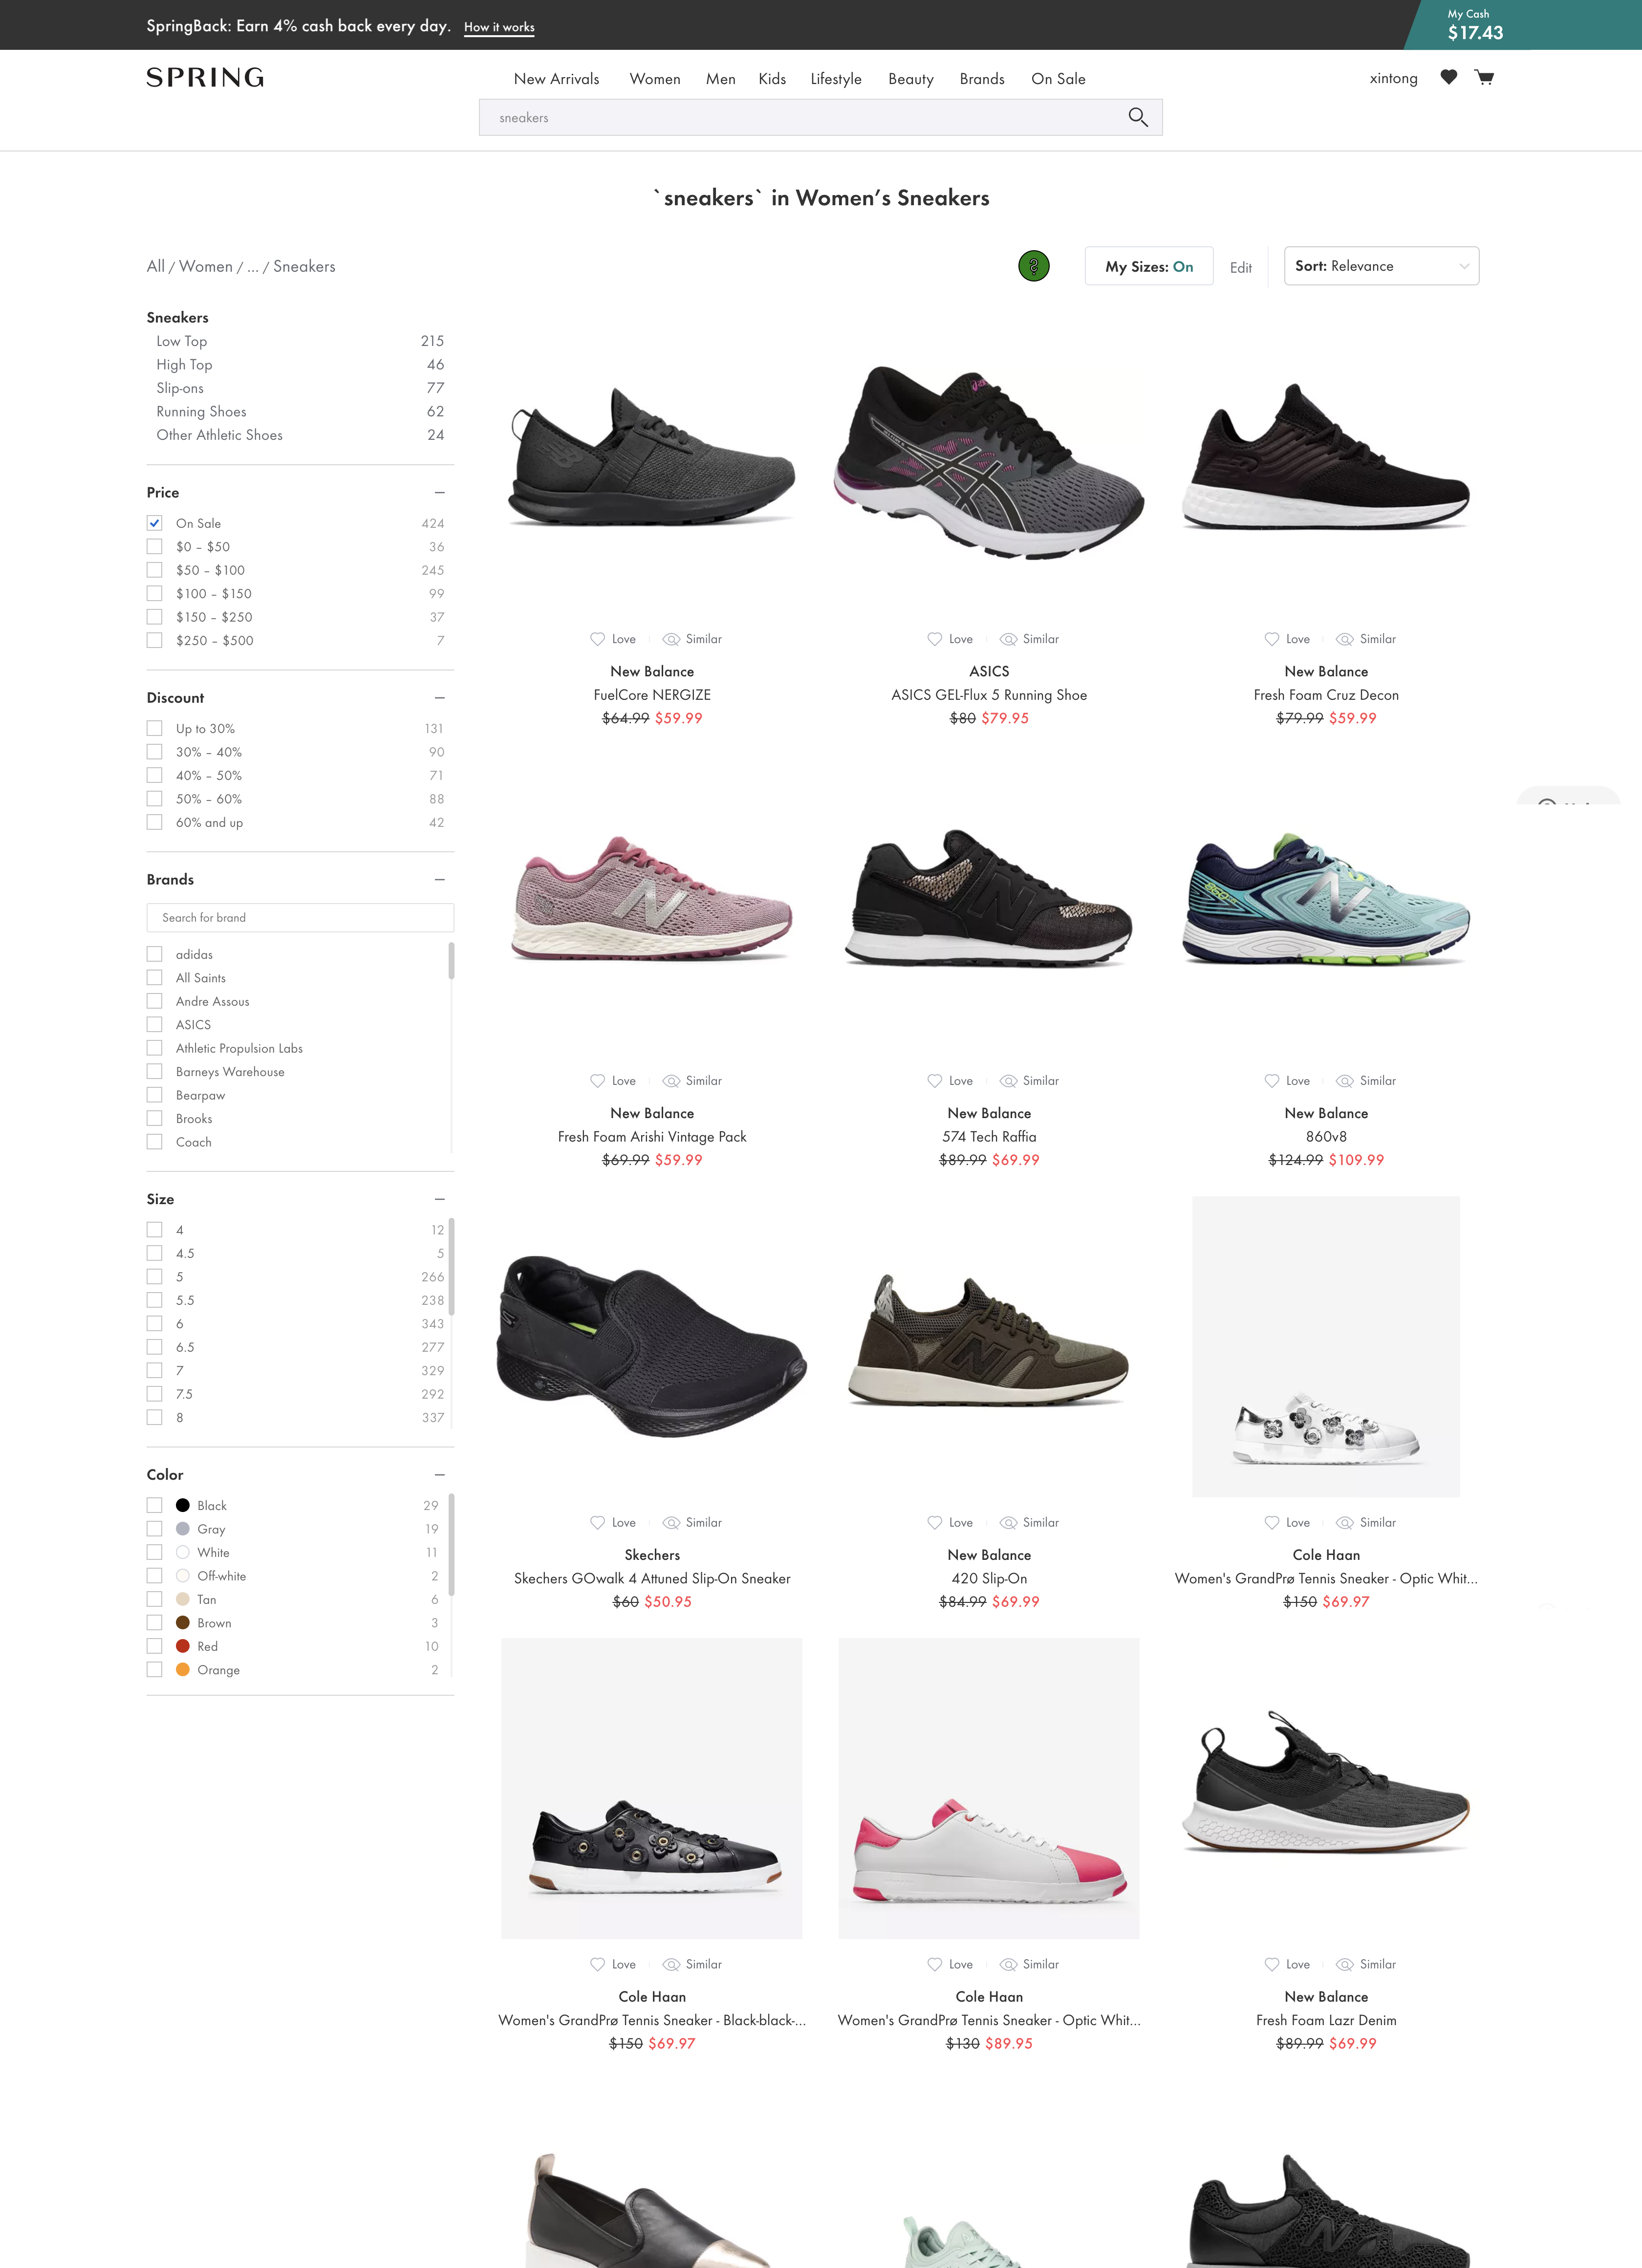 SpringBack: Earn 4% cash back every day. How it works
My Cash
$17.43
SPRING
New Arrivals Women Men Kids Lifestyle Beauty Brands On Sale
xintong
sneakers
`sneakers` in Women’s Sneakers
All / Women / ... / Sneakers
My Sizes: On Edit Sort: Relevance
Sneakers
Low Top 215
High Top 46
Slip-ons 77
Running Shoes 62
Other Athletic Shoes 24
Price
On Sale 424
$0 – $50 36
$50 – $100 245
$100 – $150 99
$150 – $250 37
$250 – $500 7
Discount
Up to 30% 131
30% – 40% 90
40% – 50% 71
50% – 60% 88
60% and up 42
Brands
Search for brand
adidas
All Saints
Andre Assous
ASICS
Athletic Propulsion Labs
Barneys Warehouse
Bearpaw
Brooks
Coach
Size
4 12
4.5 5
5 266
5.5 238
6 343
6.5 277
7 329
7.5 292
8 337
Color
Black 29
Gray 19
White 11
Off-white 2
Tan 6
Brown 3
Red 10
Orange 2
Love Similar
New Balance
FuelCore NERGIZE
$64.99 $59.99
Love Similar
ASICS
ASICS GEL-Flux 5 Running Shoe
$80 $79.95
Love Similar
New Balance
Fresh Foam Cruz Decon
$79.99 $59.99
Love Similar
New Balance
Fresh Foam Arishi Vintage Pack
$69.99 $59.99
Love Similar
New Balance
574 Tech Raffia
$89.99 $69.99
Love Similar
New Balance
860v8
$124.99 $109.99
Love Similar
Skechers
Skechers GOwalk 4 Attuned Slip-On Sneaker
$60 $50.95
Love Similar
New Balance
420 Slip-On
$84.99 $69.99
Love Similar
Cole Haan
Women's GrandPrø Tennis Sneaker - Optic Whit...
$150 $69.97
Love Similar
Cole Haan
Women's GrandPrø Tennis Sneaker - Black-black-...
$150 $69.97
Love Similar
Cole Haan
Women's GrandPrø Tennis Sneaker - Optic Whit...
$130 $89.95
Love Similar
New Balance
Fresh Foam Lazr Denim
$89.99 $69.99